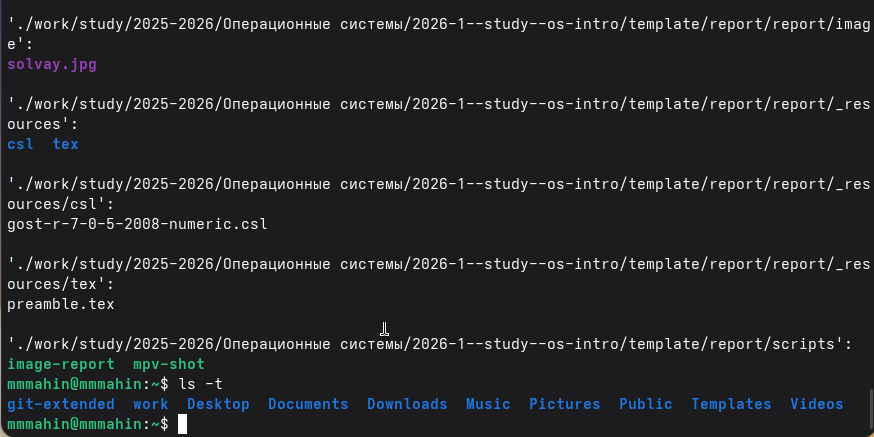 './work/study/2025-2026/Операционные системы/2026-1--study--os-intro/template/report/report/imag
e':
solvay.jpg
'./work/study/2025-2026/Операционные системы/2026-1--study--os-intro/template/report/report/_res
ources':
csl  tex
'./work/study/2025-2026/Операционные системы/2026-1--study--os-intro/template/report/report/_res
ources/csl':
gost-r-7-0-5-2008-numeric.csl
'./work/study/2025-2026/Операционные системы/2026-1--study--os-intro/template/report/report/_res
ources/tex':
preamble.tex
'./work/study/2025-2026/Операционные системы/2026-1--study--os-intro/template/report/scripts':
image-report  mpv-shot
mmmahin@mmmahin:~$ ls -t
git-extended  work  Desktop  Documents  Downloads  Music  Pictures  Public  Templates  Videos
mmmahin@mmmahin:~$